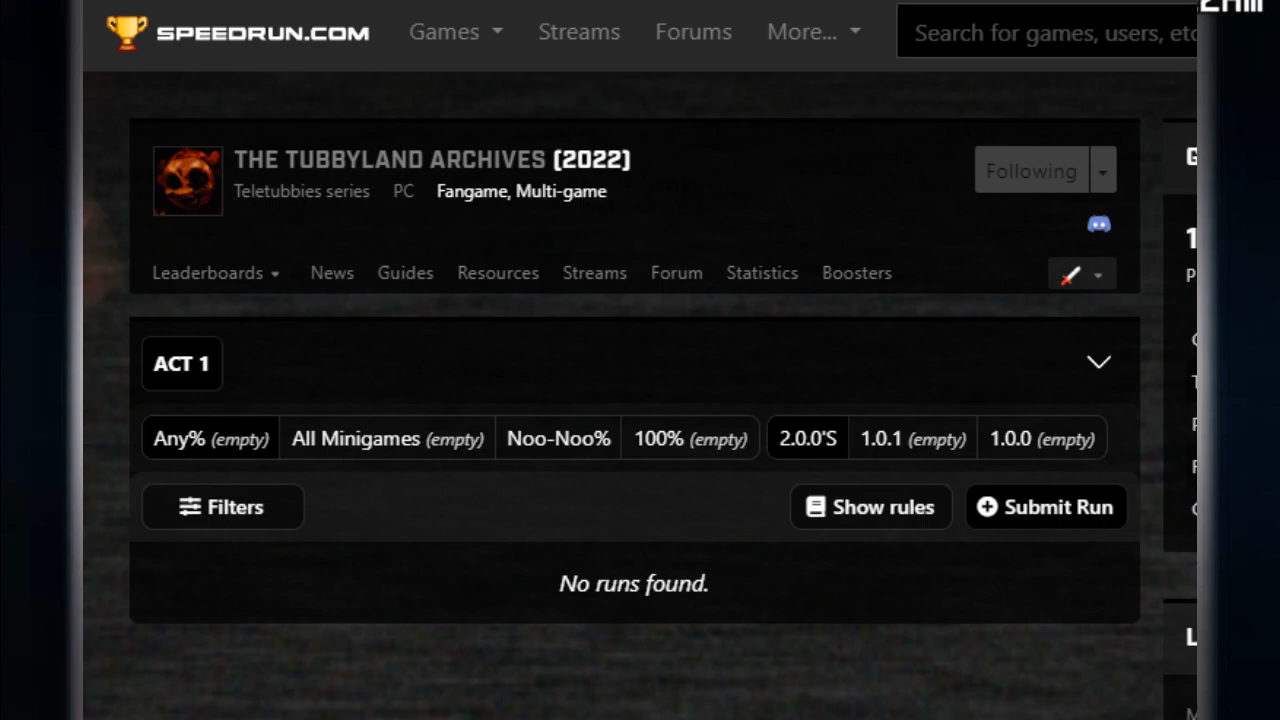 SPEEDRUN.COM Games Streams Forums More... Search for games, users, etc
THE TUBBYLAND ARCHIVES (2022)
Teletubbies series PC Fangame, Multi-game
Following
Leaderboards News Guides Resources Streams Forum Statistics Boosters
ACT 1
Any% (empty) All Minigames (empty) Noo-Noo% 100% (empty) 2.0.0'S 1.0.1 (empty) 1.0.0 (empty)
Filters Show rules Submit Run
No runs found.